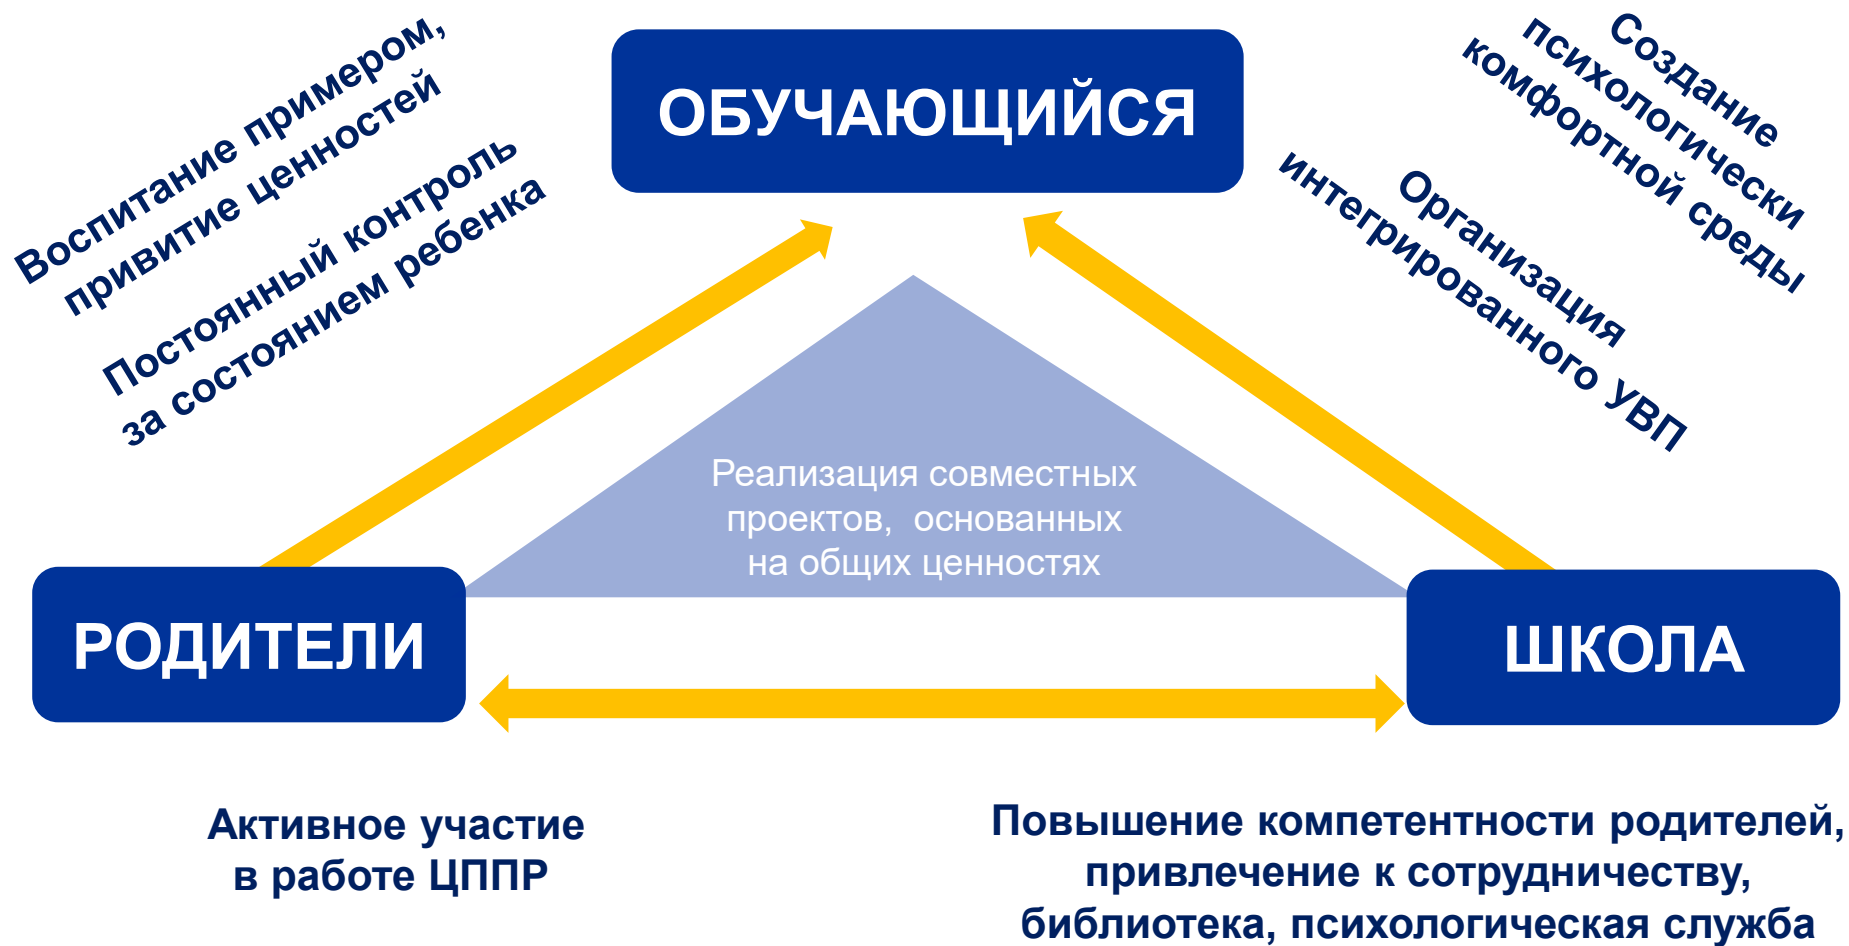 Воспитание примером,
привитие ценностей
Постоянный контроль
за состоянием ребенка
ОБУЧАЮЩИЙСЯ
Создание
психологически
комфортной среды
Организация
интегрированного УВП
Реализация совместных
проектов,  основанных
на общих ценностях
РОДИТЕЛИ
ШКОЛА
Активное участие
в работе ЦППР
Повышение компетентности родителей,
привлечение к сотрудничеству,
библиотека, психологическая служба